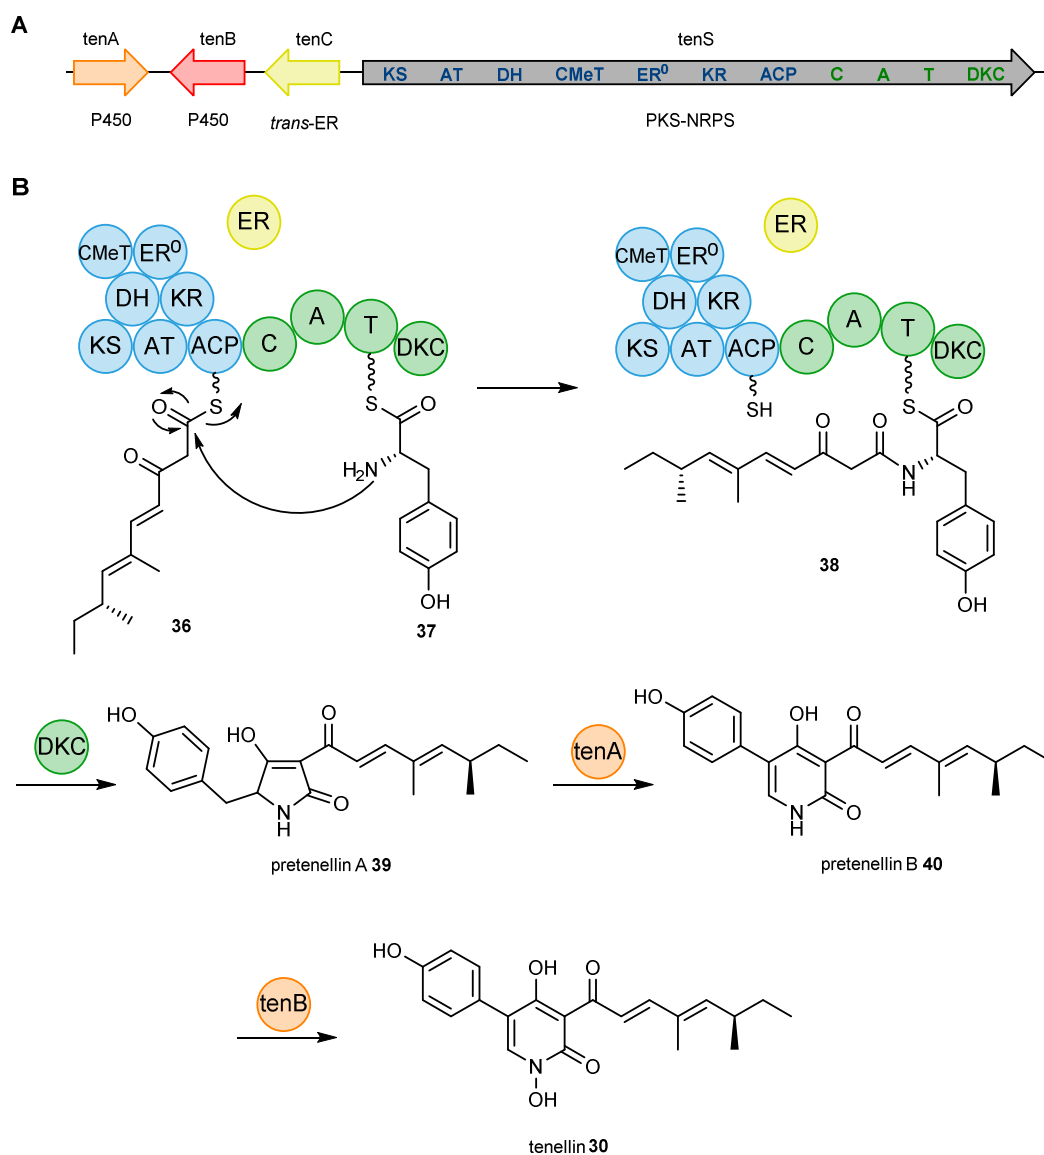 A
tenA tenB tenC tenS
KS AT DH CMeT ER⁰ KR ACP C A T DKC
P450 P450 trans-ER PKS-NRPS
B
ER ER
CMeT ER⁰ CMeT ER⁰
DH KR A DH KR A
KS AT ACP C T DKC KS AT ACP C T DKC
O S S O SH S O
O H₂N O O N H
OH OH
36 37 38
DKC HO HO O N H O tenA HO OH O N H O
pretenellin A 39 pretenellin B 40
tenB HO OH O N O OH
tenellin 30